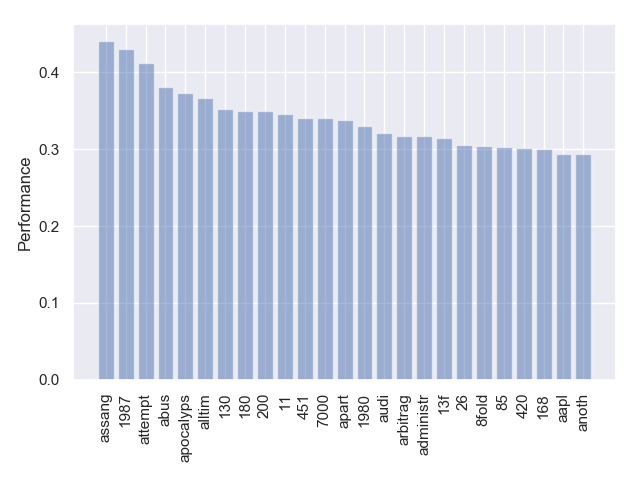 0.4
0.3
0.2
0.1
0.0
Performance
assang
1987
attempt
abus
apocalyps
alltim
130
180
200
11
451
7000
apart
1980
audi
arbitrag
administr
13f
26
8fold
85
420
168
aapl
anoth